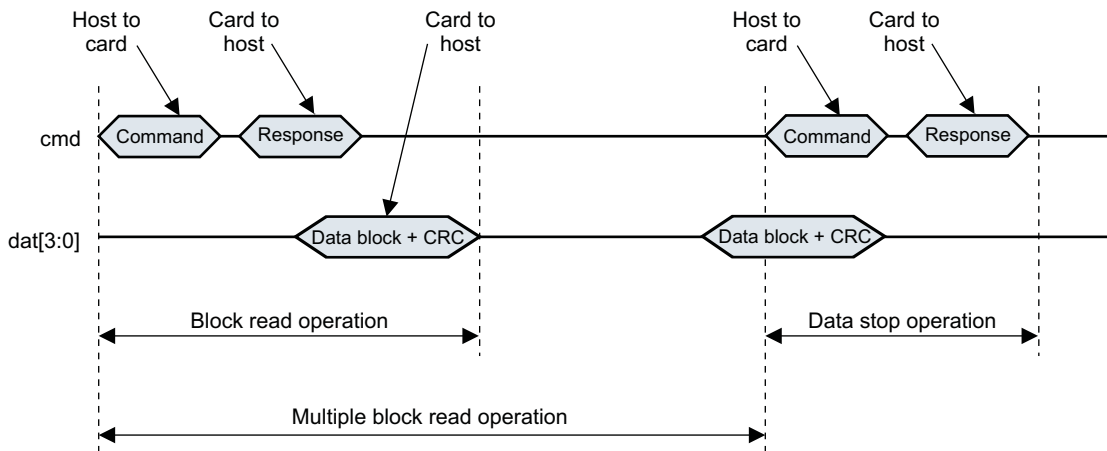 Host to
card
Card to
host
Card to
host
Host to
card
Card to
host
cmd
Command
Response
Command
Response
dat[3:0]
Data block + CRC
Data block + CRC
Block read operation
Data stop operation
Multiple block read operation